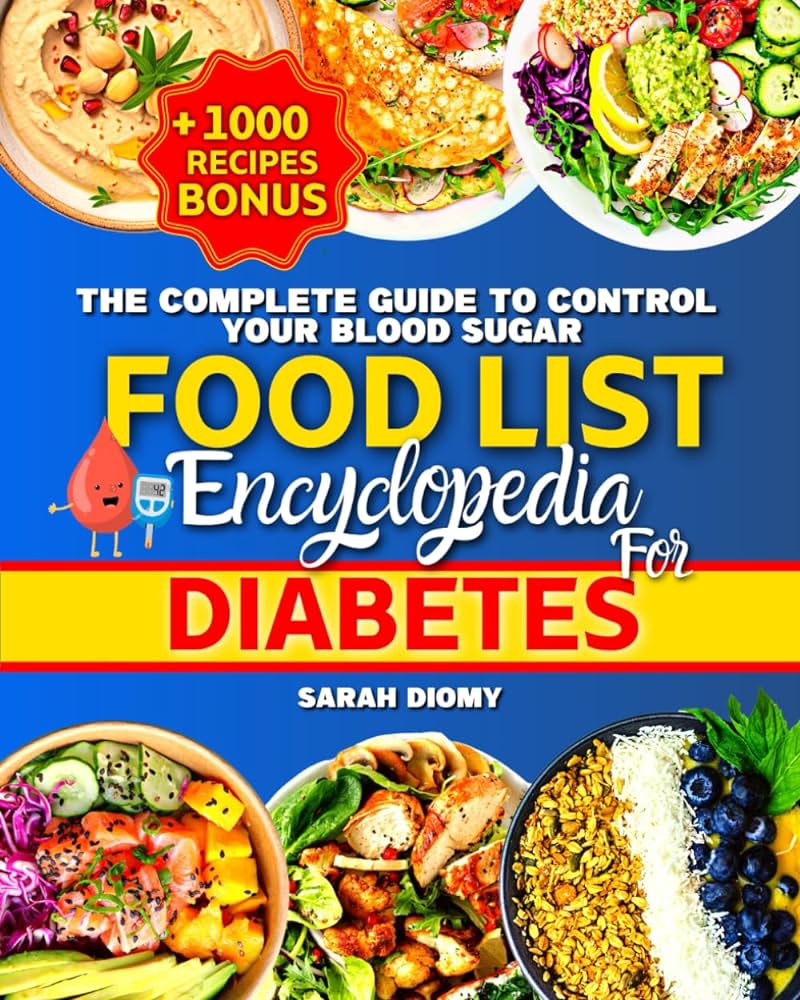 + 1000
RECIPES
BONUS
THE COMPLETE GUIDE TO CONTROL
YOUR BLOOD SUGAR
FOOD LIST
Encyclopedia
For
DIABETES
SARAH DIOMY